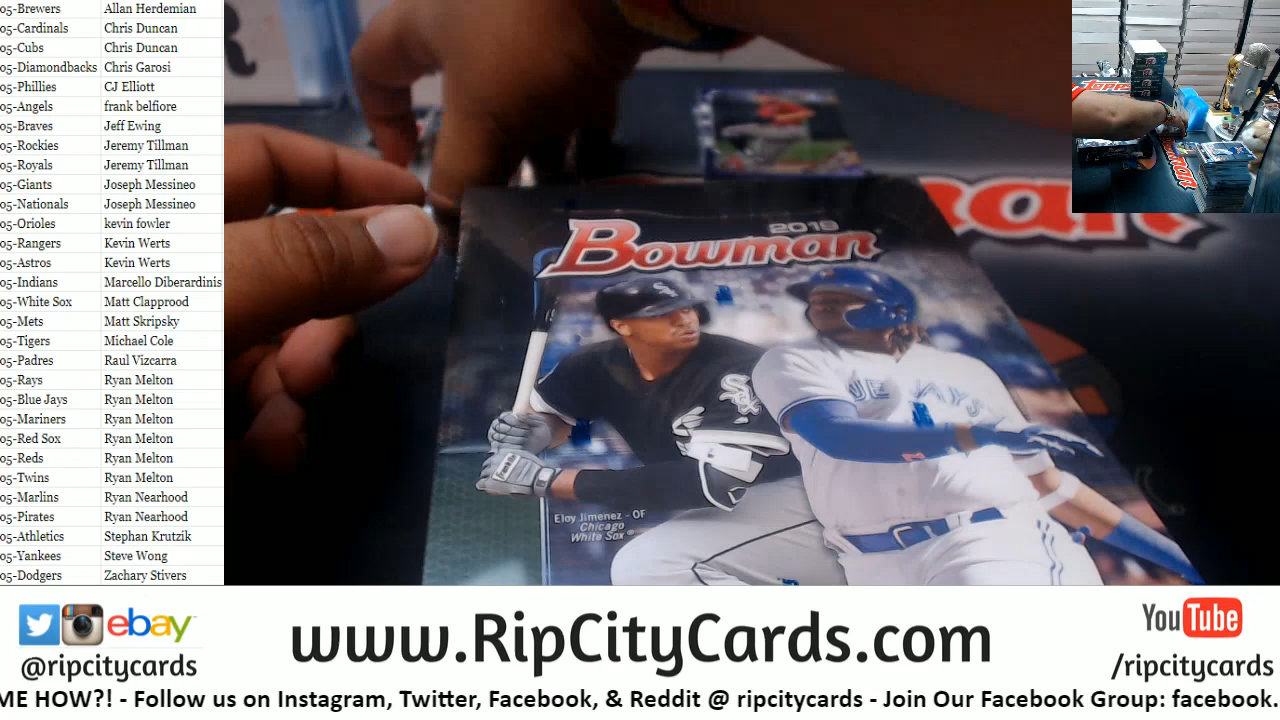 05-Brewers Allan Herdemian
05-Cardinals Chris Duncan
05-Cubs Chris Duncan
05-Diamondbacks Chris Garosi
05-Phillies CJ Elliott
05-Angels frank belfiore
05-Braves Jeff Ewing
05-Rockies Jeremy Tillman
05-Royals Jeremy Tillman
05-Giants Joseph Messineo
05-Nationals Joseph Messineo
05-Orioles kevin fowler
05-Rangers Kevin Werts
05-Astros Kevin Werts
05-Indians Marcello Diberardinis
05-White Sox Matt Clapprood
05-Mets Matt Skripsky
05-Tigers Michael Cole
05-Padres Raul Vizcarra
05-Rays Ryan Melton
05-Blue Jays Ryan Melton
05-Mariners Ryan Melton
05-Red Sox Ryan Melton
05-Reds Ryan Melton
05-Twins Ryan Melton
05-Marlins Ryan Nearhood
05-Pirates Ryan Nearhood
05-Athletics Stephan Krutzik
05-Yankees Steve Wong
05-Dodgers Zachary Stivers
2019
Bowman
Eloy Jimenez - OF
Chicago
White Sox®
TOPPS
Bowman
ebay
@ripcitycards
www.RipCityCards.com
YouTube
/ripcitycards
ME HOW?! - Follow us on Instagram, Twitter, Facebook, & Reddit @ ripcitycards - Join Our Facebook Group: facebook.